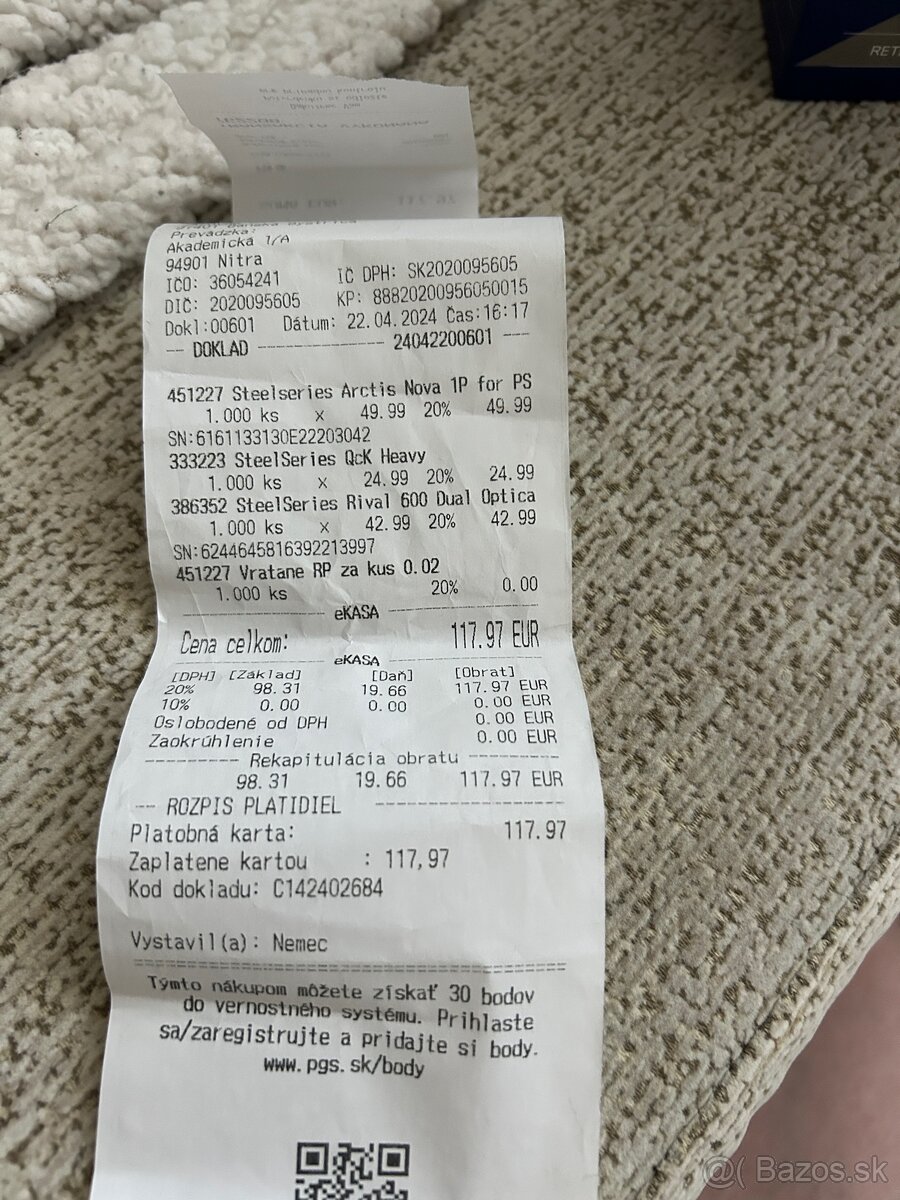 RET
Prevádzka:
Akademická 1/A
94901 Nitra
IČO: 36054241 IČ DPH: SK2020095605
DIČ: 2020095605 KP: 88820200956050015
Dokl:00601 Dátum: 22.04.2024 Čas:16:17
-- DOKLAD ---------------- 24042200601 ---
451227 Steelseries Arctis Nova 1P for PS
1.000 ks x 49.99 20% 49.99
SN:6161133130E22203042
333223 SteelSeries QcK Heavy
1.000 ks x 24.99 20% 24.99
386352 SteelSeries Rival 600 Dual Optica
1.000 ks x 42.99 20% 42.99
SN:6244645816392213997
451227 Vratane RP za kus 0.02
1.000 ks 20% 0.00
eKASA
Cena celkom: 117.97 EUR
eKASA
[DPH] [Základ] [Daň] [Obrat]
20% 98.31 19.66 117.97 EUR
10% 0.00 0.00 0.00 EUR
Oslobodené od DPH 0.00 EUR
Zaokrúhlenie 0.00 EUR
--------- Rekapitulácia obratu ---------
98.31 19.66 117.97 EUR
-- ROZPIS PLATIDIEL ------------------
Platobná karta: 117.97
Zaplatene kartou : 117,97
Kod dokladu: C142402684
Vystavil(a): Nemec
Týmto nákupom môžete získať 30 bodov
do vernostného systému. Prihlaste
sa/zaregistrujte a pridajte si body.
www.pgs.sk/body
@( Bazos.sk